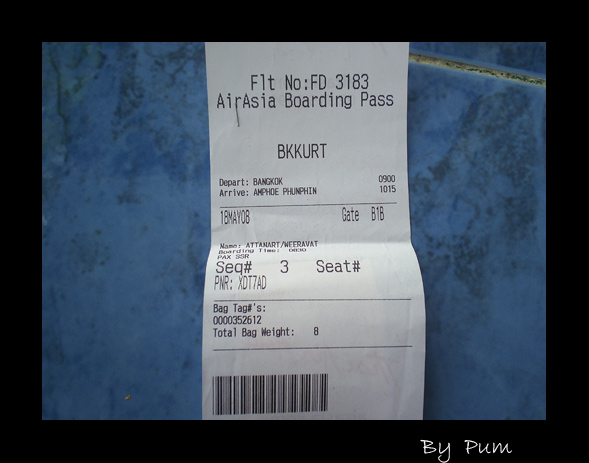 Flt No:FD 3183
AirAsia Boarding Pass
BKKURT
Depart: BANGKOK 0900
Arrive: AMPHOE PHUNPHIN 1015
18MAY08 Gate B1B
Name: ATTANART/WEERAVAT
Boarding Time: 0830
PAX SSR
Seq# 3 Seat#
PNR: XDT7AD
Bag Tag#'s:
0000352612
Total Bag Weight: 8
By Pum